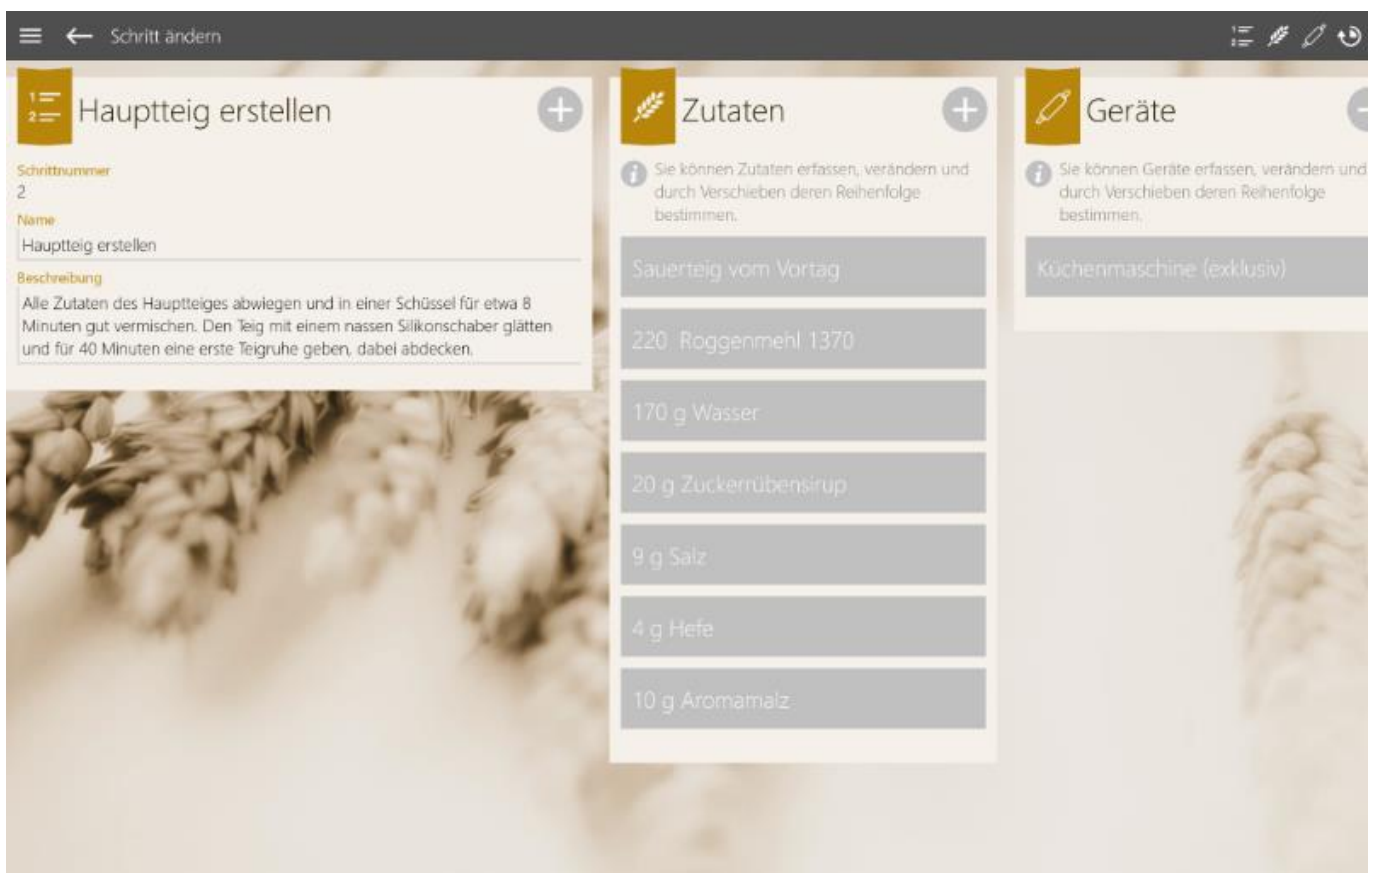 Schritt ändern
Hauptteig erstellen
Schrittnummer
2
Name
Hauptteig erstellen
Beschreibung
Alle Zutaten des Hauptteiges abwiegen und in einer Schüssel für etwa 8
Minuten gut vermischen. Den Teig mit einem nassen Silikonschaber glätten
und für 40 Minuten eine erste Teigruhe geben, dabei abdecken.
Zutaten
Sie können Zutaten erfassen, verändern und
durch Verschieben deren Reihenfolge
bestimmen.
Sauerteig vom Vortag
220 Roggenmehl 1370
170 g Wasser
20 g Zuckerrübensirup
9 g Salz
4 g Hefe
10 g Aromamalz
Geräte
Sie können Geräte erfassen, verändern und
durch Verschieben deren Reihenfolge
bestimmen.
Küchenmaschine (exklusiv)